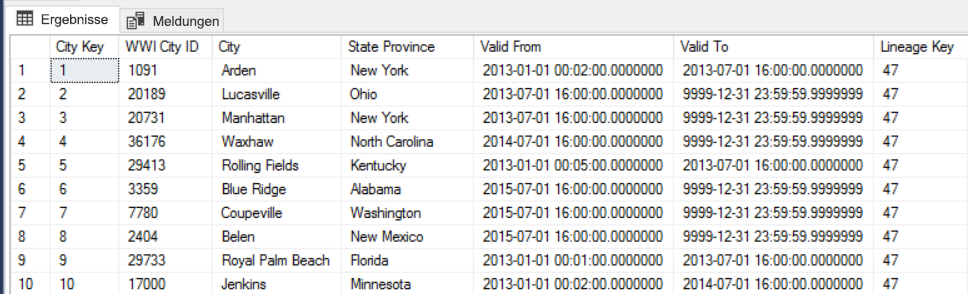 Ergebnisse Meldungen
City Key WWI City ID City State Province Valid From Valid To Lineage Key
1 1 1091 Arden New York 2013-01-01 00:02:00.0000000 2013-07-01 16:00:00.0000000 47
2 2 20189 Lucasville Ohio 2013-07-01 16:00:00.0000000 9999-12-31 23:59:59.9999999 47
3 3 20731 Manhattan New York 2013-07-01 16:00:00.0000000 9999-12-31 23:59:59.9999999 47
4 4 36176 Waxhaw North Carolina 2014-07-01 16:00:00.0000000 9999-12-31 23:59:59.9999999 47
5 5 29413 Rolling Fields Kentucky 2013-01-01 00:05:00.0000000 2013-07-01 16:00:00.0000000 47
6 6 3359 Blue Ridge Alabama 2015-07-01 16:00:00.0000000 9999-12-31 23:59:59.9999999 47
7 7 7780 Coupeville Washington 2015-07-01 16:00:00.0000000 9999-12-31 23:59:59.9999999 47
8 8 2404 Belen New Mexico 2015-07-01 16:00:00.0000000 9999-12-31 23:59:59.9999999 47
9 9 29733 Royal Palm Beach Florida 2013-01-01 00:01:00.0000000 2013-07-01 16:00:00.0000000 47
10 10 17000 Jenkins Minnesota 2013-01-01 00:02:00.0000000 2014-07-01 16:00:00.0000000 47